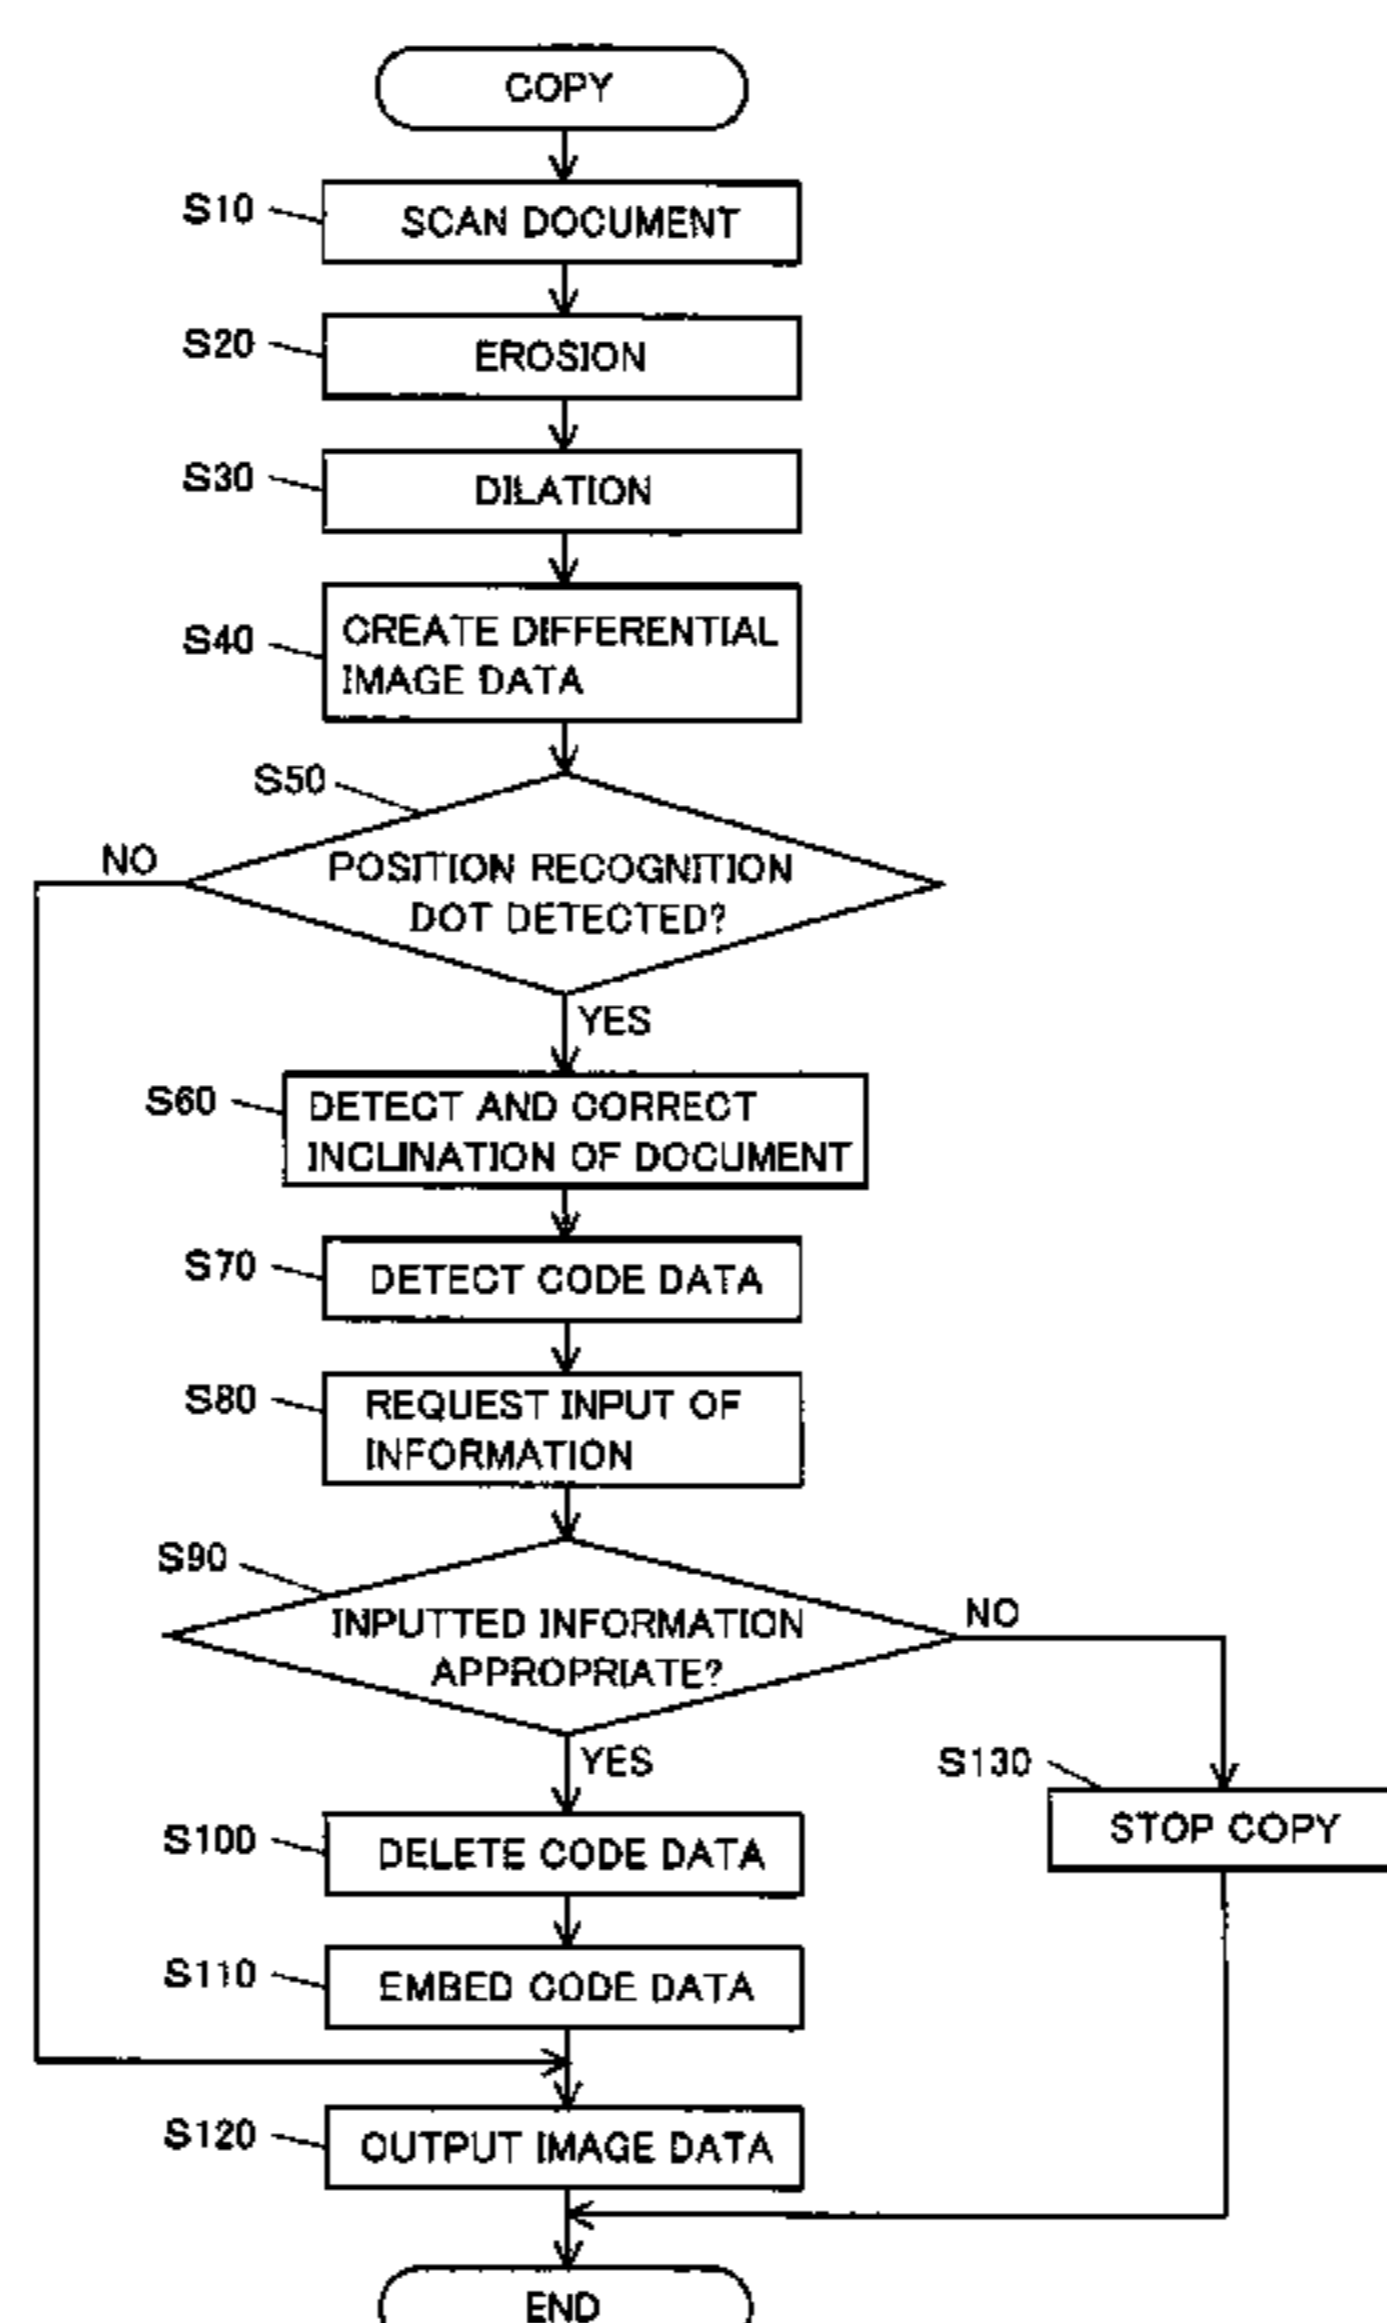 COPY
S10
SCAN DOCUMENT
S20
EROSION
S30
DILATION
S40
CREATE DIFFERENTIAL
IMAGE DATA
S50
NO
POSITION RECOGNITION
DOT DETECTED?
YES
S60
DETECT AND CORRECT
INCLINATION OF DOCUMENT
S70
DETECT CODE DATA
S80
REQUEST INPUT OF
INFORMATION
S90
INPUTTED INFORMATION
APPROPRIATE?
NO
YES
S130
STOP COPY
S100
DELETE CODE DATA
S110
EMBED CODE DATA
S120
OUTPUT IMAGE DATA
END